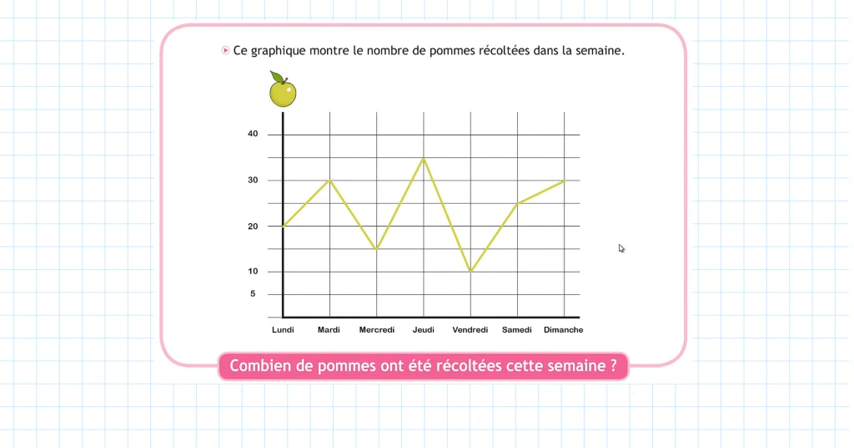 Ce graphique montre le nombre de pommes récoltées dans la semaine.
40
30
20
10
5
Lundi Mardi Mercredi Jeudi Vendredi Samedi Dimanche
Combien de pommes ont été récoltées cette semaine ?